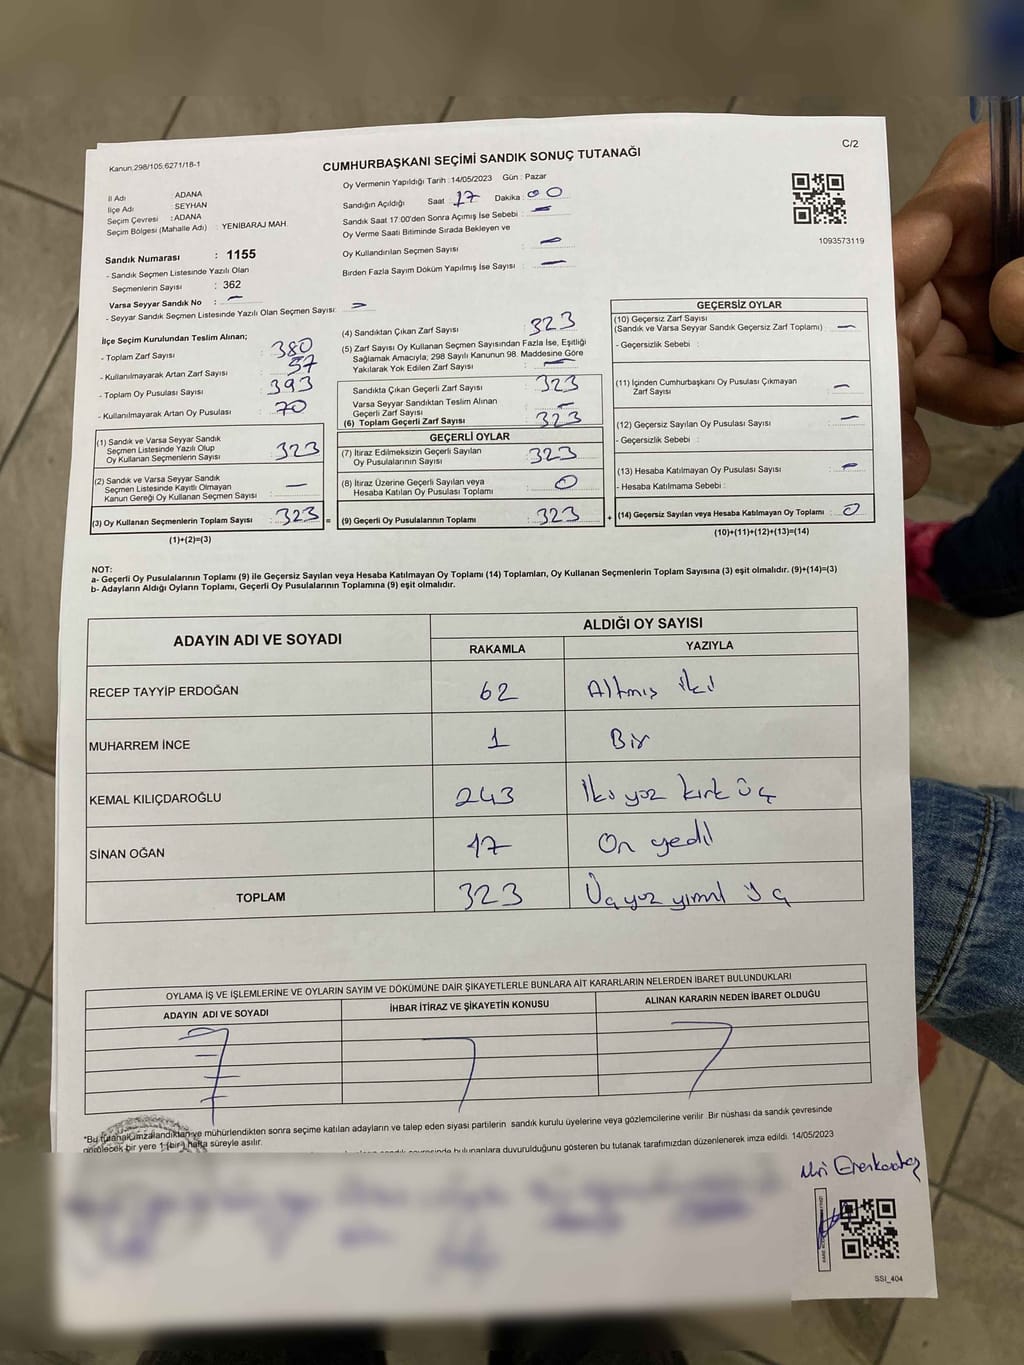 Kanun.298/105;6271/18-1
CUMHURBAŞKANI SEÇİMİ SANDIK SONUÇ TUTANAĞI
C/2
İl Adı : ADANA
İlçe Adı : SEYHAN
Seçim Çevresi : ADANA
Seçim Bölgesi (Mahalle Adı) : YENİBARAJ MAH.
Oy Vermenin Yapıldığı Tarih : 14/05/2023 Gün : Pazar
Sandığın Açıldığı Saat : 17 Dakika : 00
Sandık Saat 17:00'den Sonra Açımış İse Sebebi : —
Oy Verme Saati Bitiminde Sırada Bekleyen ve
Oy Kullandırılan Seçmen Sayısı : —
Birden Fazla Sayım Döküm Yapılmış İse Sayısı : —
1093573119
Sandık Numarası : 1155
- Sandık Seçmen Listesinde Yazılı Olan
Seçmenlerin Sayısı : 362
Varsa Seyyar Sandık No : —
- Seyyar Sandık Seçmen Listesinde Yazılı Olan Seçmen Sayısı: —
İlçe Seçim Kurulundan Teslim Alınan;
- Toplam Zarf Sayısı : 380
- Kullanılmayarak Artan Zarf Sayısı : 57
- Toplam Oy Pusulası Sayısı : 393
- Kullanılmayarak Artan Oy Pusulası : 70
(1) Sandık ve Varsa Seyyar Sandık
Seçmen Listesinde Yazılı Olup
Oy Kullanan Seçmenlerin Sayısı : 323
(2) Sandık ve Varsa Seyyar Sandık
Seçmen Listesinde Kayıtlı Olmayan
Kanun Gereği Oy Kullanan Seçmen Sayısı : —
(3) Oy Kullanan Seçmenlerin Toplam Sayısı : 323 =
(1)+(2)=(3)
(4) Sandıktan Çıkan Zarf Sayısı : 323
(5) Zarf Sayısı Oy Kullanan Seçmen Sayısından Fazla İse, Eşitliği
Sağlamak Amacıyla; 298 Sayılı Kanunun 98. Maddesine Göre
Yakılarak Yok Edilen Zarf Sayısı : —
Sandıkta Çıkan Geçerli Zarf Sayısı : 323
Varsa Seyyar Sandıktan Teslim Alınan
Geçerli Zarf Sayısı : —
(6) Toplam Geçerli Zarf Sayısı : 323
GEÇERLİ OYLAR
(7) İtiraz Edilmeksizin Geçerli Sayılan
Oy Pusulalarının Sayısı : 323
(8) İtiraz Üzerine Geçerli Sayılan veya
Hesaba Katılan Oy Pusulası Toplamı : 0
(9) Geçerli Oy Pusulalarının Toplamı : 323 +
GEÇERSİZ OYLAR
(10) Geçersiz Zarf Sayısı
(Sandık ve Varsa Seyyar Sandık Geçersiz Zarf Toplamı) : —
- Geçersizlik Sebebi :
(11) İçinden Cumhurbaşkanı Oy Pusulası Çıkmayan
Zarf Sayısı : —
(12) Geçersiz Sayılan Oy Pusulası Sayısı : —
- Geçersizlik Sebebi :
(13) Hesaba Katılmayan Oy Pusulası Sayısı : —
- Hesaba Katılmama Sebebi :
(14) Geçersiz Sayılan veya Hesaba Katılmayan Oy Toplamı : 0
(10)+(11)+(12)+(13)=(14)
NOT:
a- Geçerli Oy Pusulalarının Toplamı (9) ile Geçersiz Sayılan veya Hesaba Katılmayan Oy Toplamı (14) Toplamları, Oy Kullanan Seçmenlerin Toplam Sayısına (3) eşit olmalıdır. (9)+(14)=(3)
b- Adayların Aldığı Oyların Toplamı, Geçerli Oy Pusulalarının Toplamına (9) eşit olmalıdır.
ADAYIN ADI VE SOYADI
ALDIĞI OY SAYISI
RAKAMLA YAZIYLA
RECEP TAYYİP ERDOĞAN 62 Altmış iki
MUHARREM İNCE 1 Bir
KEMAL KILIÇDAROĞLU 243 İki yüz kırk üç
SİNAN OĞAN 17 On yedi
TOPLAM 323 Üç yüz yirmi üç
OYLAMA İŞ VE İŞLEMLERİNE VE OYLARIN SAYIM VE DÖKÜMÜNE DAİR ŞİKAYETLERLE BUNLARA AİT KARARLARIN NELERDEN İBARET BULUNDUKLARI
ADAYIN ADI VE SOYADI İHBAR İTİRAZ VE ŞİKAYETİN KONUSU ALINAN KARARIN NEDEN İBARET OLDUĞU
*Bu tutanak imzalandıktan ve mühürlendikten sonra seçime katılan adayların ve talep eden siyasi partilerin sandık kurulu üyelerine veya gözlemcilerine verilir. Bir nüshası da sandık çevresinde
görülecek bir yere 1 (bir) hafta süreyle asılır.
bulunanlara duyurulduğunu gösteren bu tutanak tarafımızdan düzenlenerek imza edildi. 14/05/2023
SSI_404